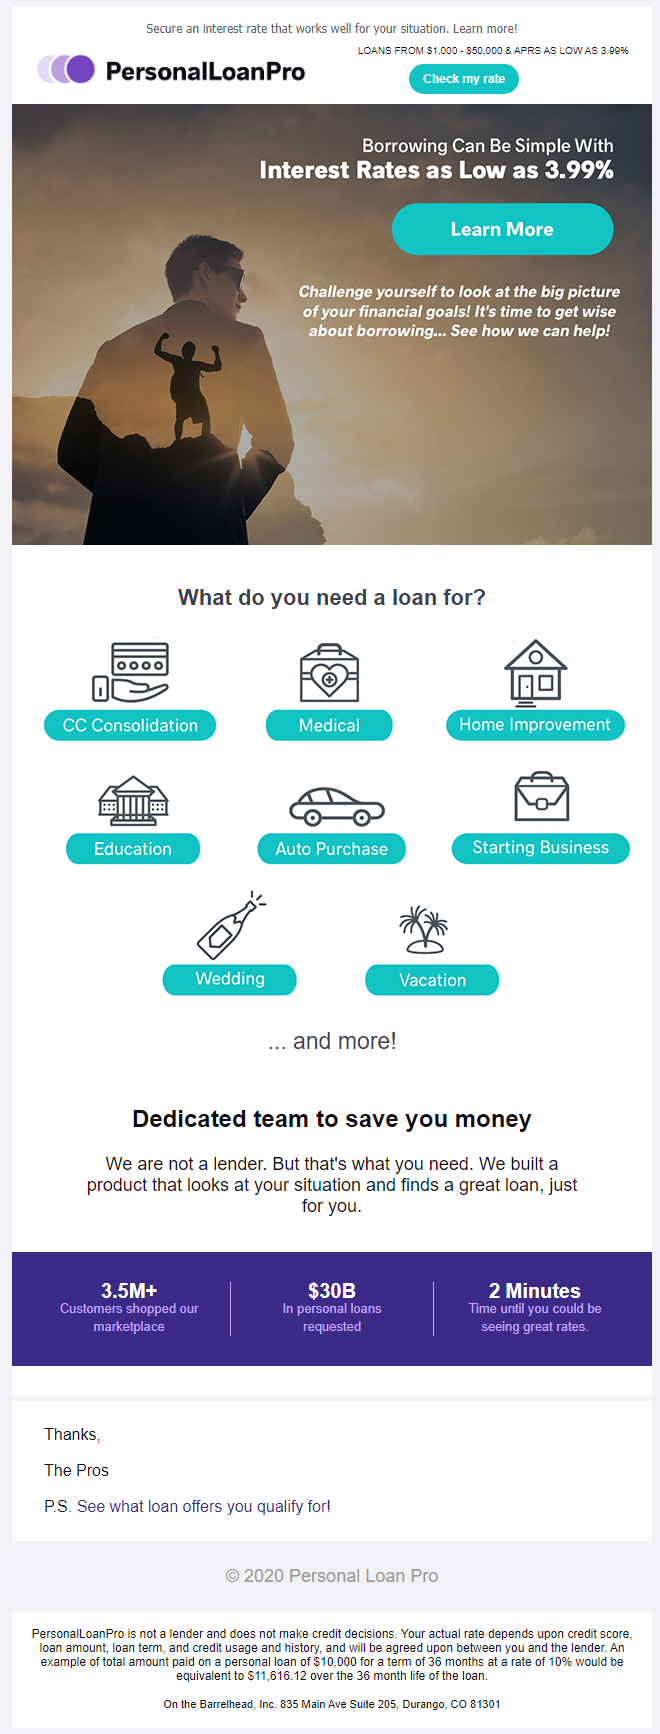 Secure an interest rate that works well for your situation. Learn more!
PersonalLoanPro
LOANS FROM $1,000 - $50,000 & APRS AS LOW AS 3.99%
Check my rate
Borrowing Can Be Simple With
Interest Rates as Low as 3.99%
Learn More
Challenge yourself to look at the big picture
of your financial goals! It's time to get wise
about borrowing... See how we can help!
What do you need a loan for?
CC Consolidation
Medical
Home Improvement
Education
Auto Purchase
Starting Business
Wedding
Vacation
... and more!
Dedicated team to save you money
We are not a lender. But that's what you need. We built a
product that looks at your situation and finds a great loan, just
for you.
3.5M+
Customers shopped our
marketplace
$30B
In personal loans
requested
2 Minutes
Time until you could be
seeing great rates.
Thanks,
The Pros
P.S. See what loan offers you qualify for!
© 2020 Personal Loan Pro
PersonalLoanPro is not a lender and does not make credit decisions. Your actual rate depends upon credit score,
loan amount, loan term, and credit usage and history, and will be agreed upon between you and the lender. An
example of total amount paid on a personal loan of $10,000 for a term of 36 months at a rate of 10% would be
equivalent to $11,616.12 over the 36 month life of the loan.
On the Barrelhead, Inc. 835 Main Ave Suite 205, Durango, CO 81301